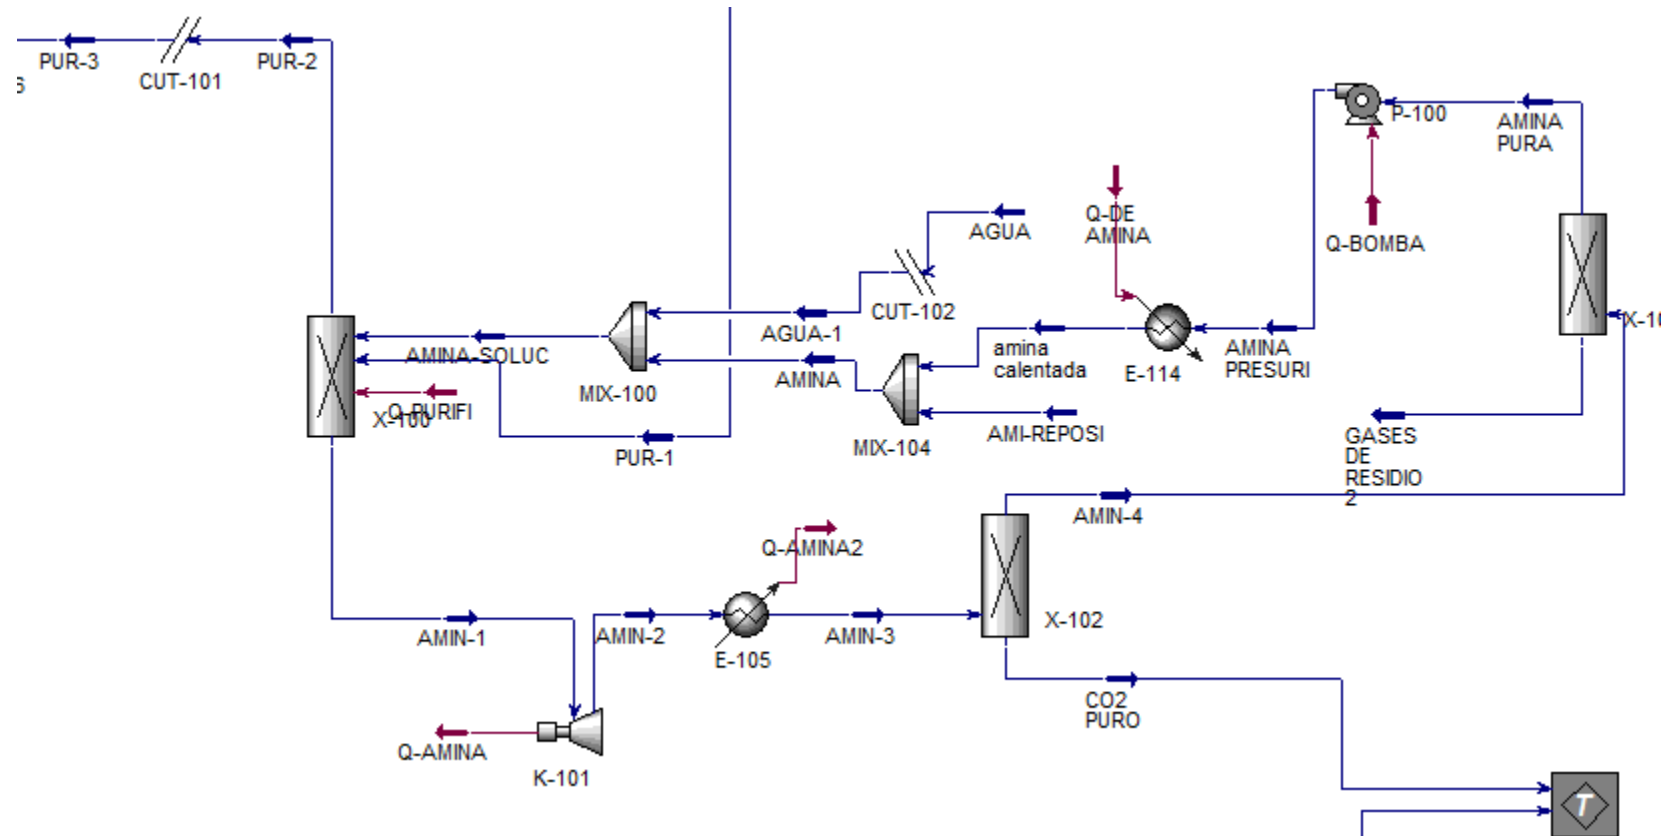 PUR-3
CUT-101
PUR-2
P-100
AMINA
PURA
Q-DE
AMINA
AGUA
Q-BOMBA
CUT-102
AGUA-1
AMINA-SOLUC
MIX-100
AMINA
amina
calentada
E-114
AMINA
PRESURI
Q-PURIFI
X-100
PUR-1
MIX-104
AMI-REPOSI
GASES
DE
RESIDIO
2
AMIN-4
Q-AMINA2
AMIN-1
AMIN-2
E-105
AMIN-3
X-102
CO2
PURO
Q-AMINA
K-101
T